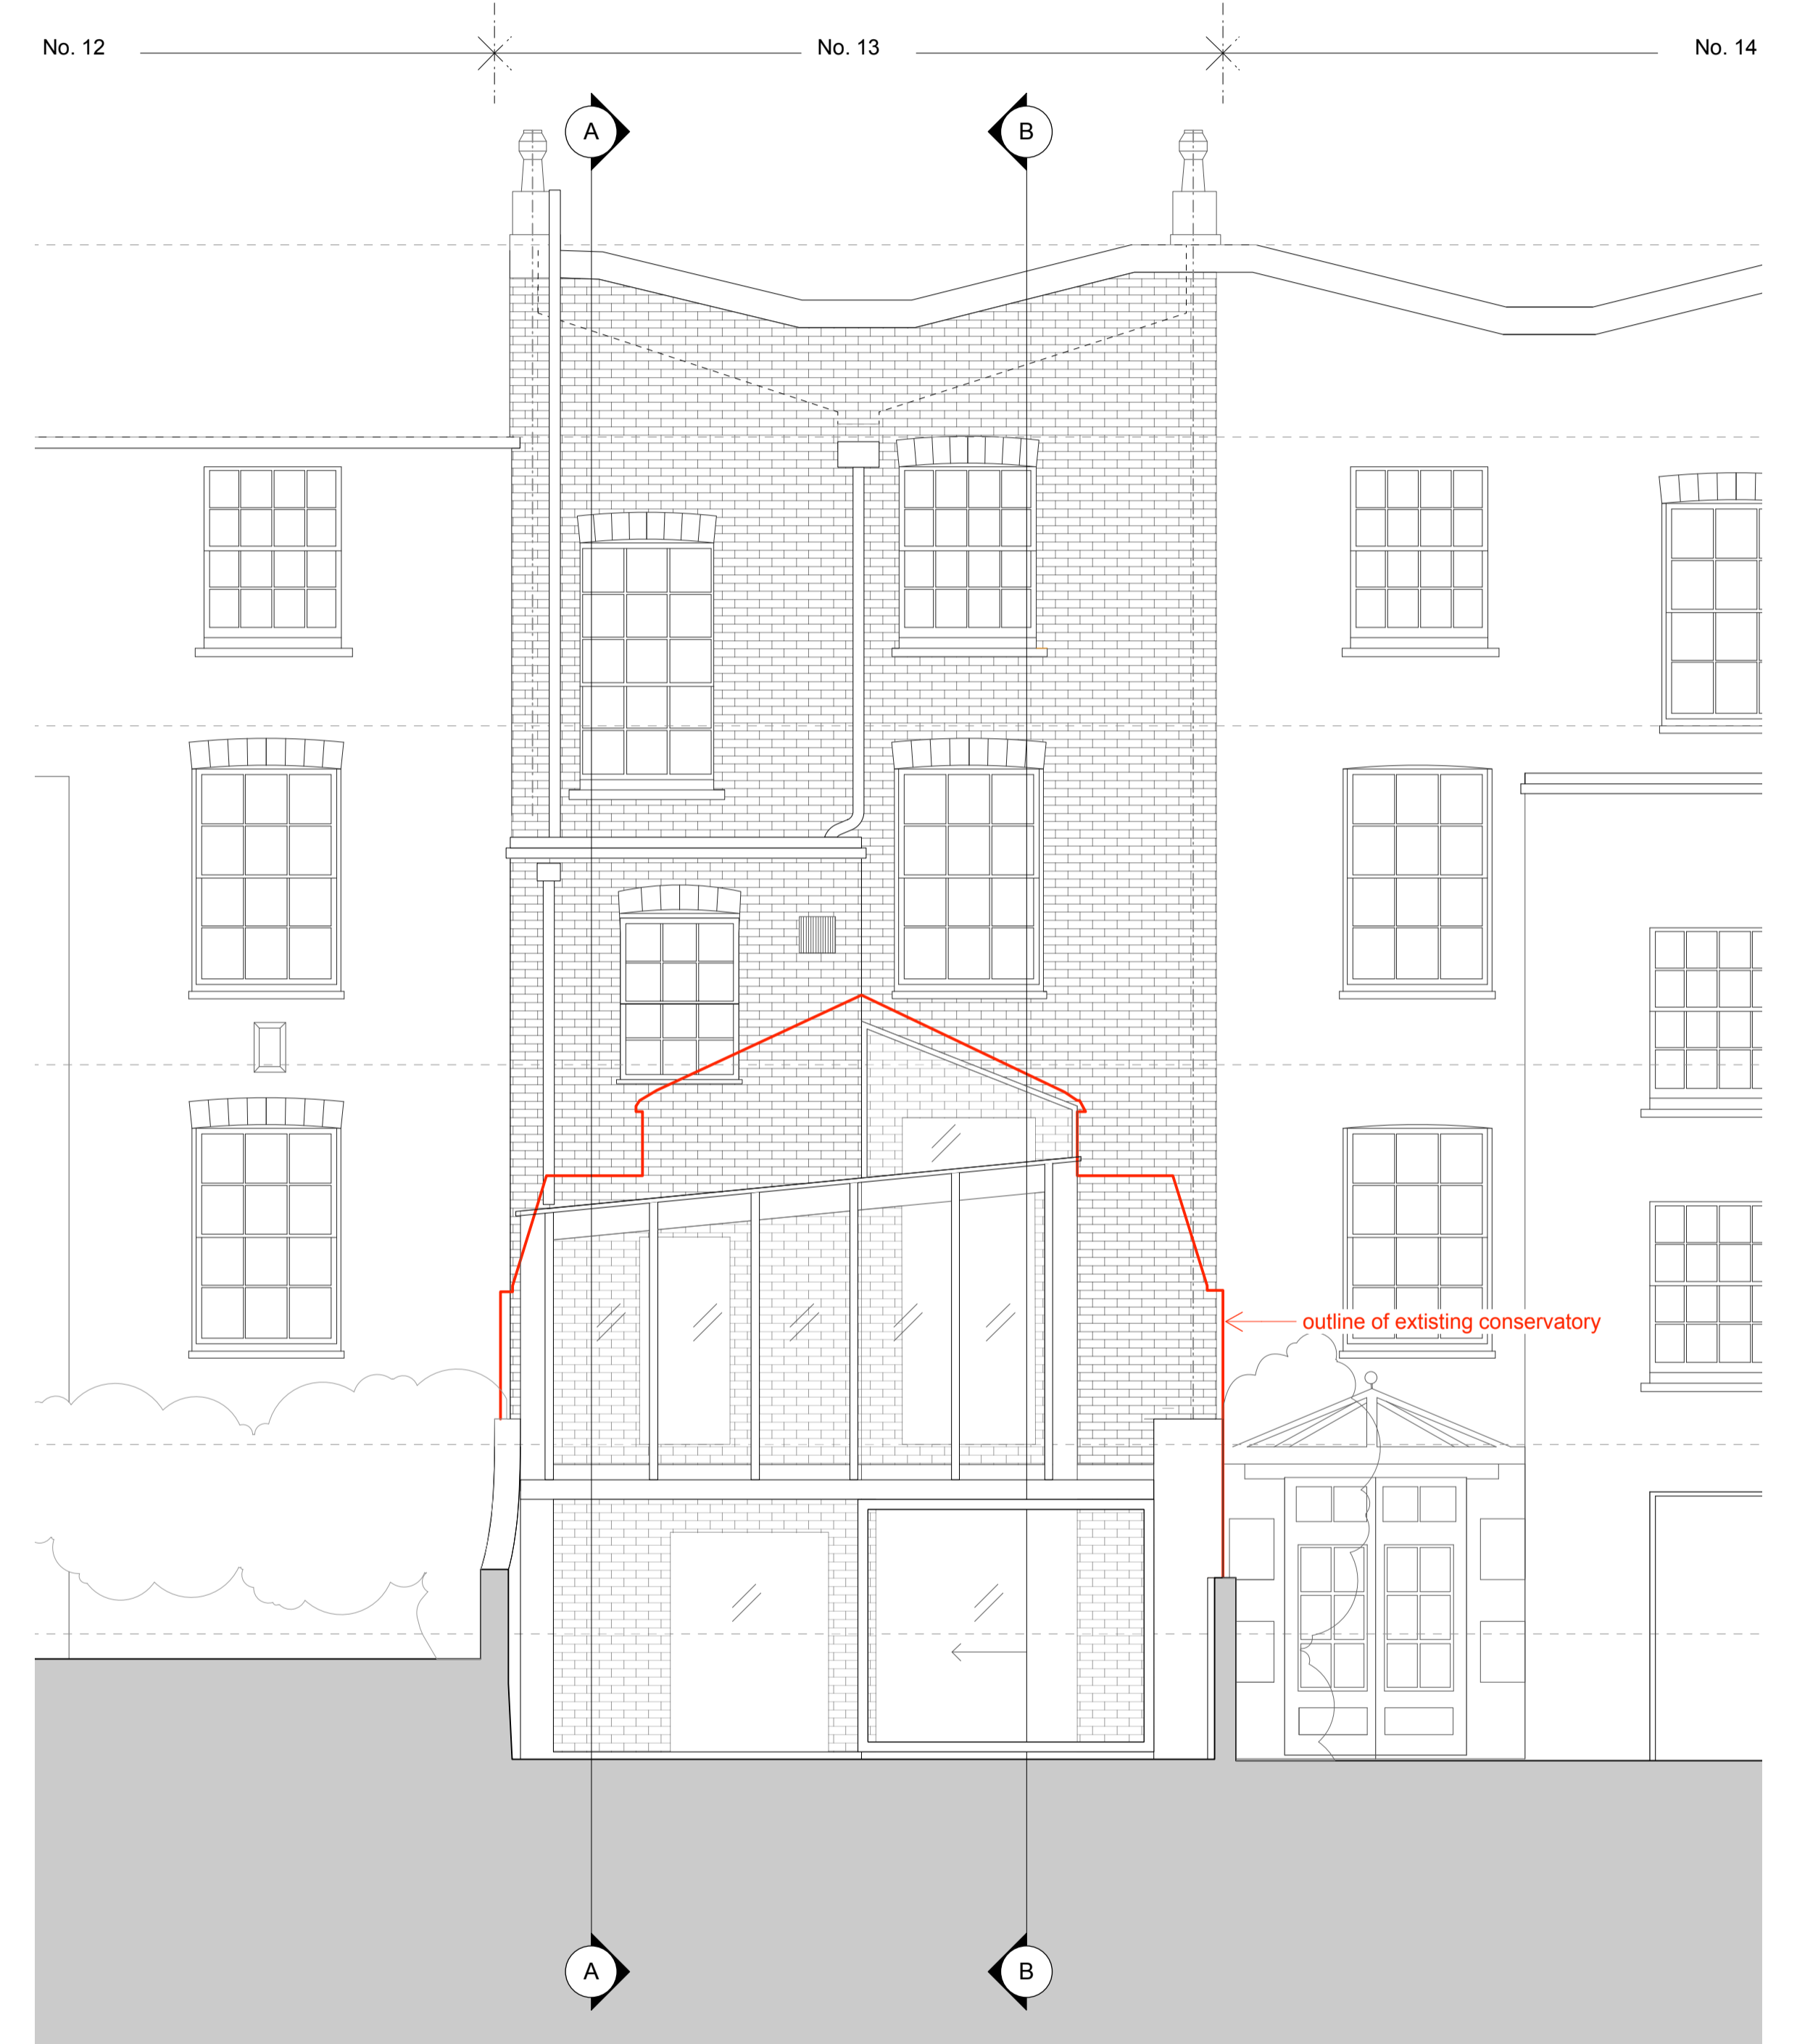 No. 12
No. 13
No. 14
A
B
outline of extisting conservatory
A
B